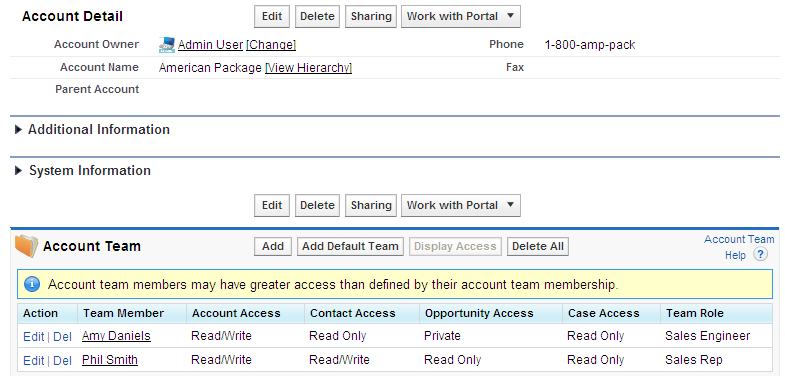 Account Detail Edit Delete Sharing Work with Portal
Account Owner Admin User [Change] Phone 1-800-amp-pack
Account Name American Package [View Hierarchy] Fax
Parent Account
Additional Information
System Information
Edit Delete Sharing Work with Portal
Account Team Add Add Default Team Display Access Delete All Account Team
Help ?
Account team members may have greater access than defined by their account team membership.
Action Team Member Account Access Contact Access Opportunity Access Case Access Team Role
Edit | Del Amy Daniels Read/Write Read Only Private Read Only Sales Engineer
Edit | Del Phil Smith Read/Write Read/Write Read Only Read Only Sales Rep